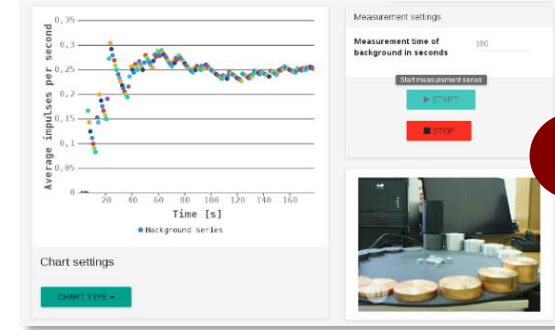 0,35
0,3
0,25
0,2
0,15
0,1
0,05
0
Average impulses per second
20 40 60 80 100 120 140 160
Time [s]
Background series
Chart settings
CHART TYPE
Measurement settings
Measurement time of
background in seconds
180
Start measurement series
START
STOP